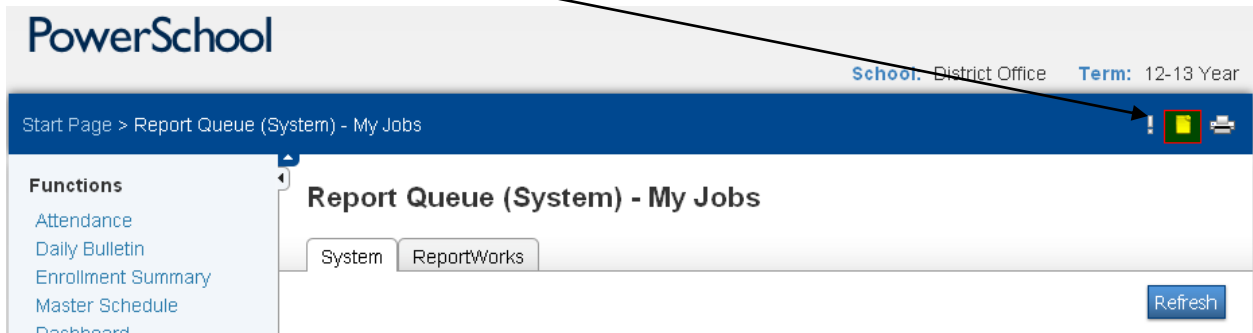 PowerSchool
School: District Office Term: 12-13 Year
Start Page > Report Queue (System) - My Jobs
!
Functions
Attendance
Daily Bulletin
Enrollment Summary
Master Schedule
Dashboard
Report Queue (System) - My Jobs
System ReportWorks
Refresh